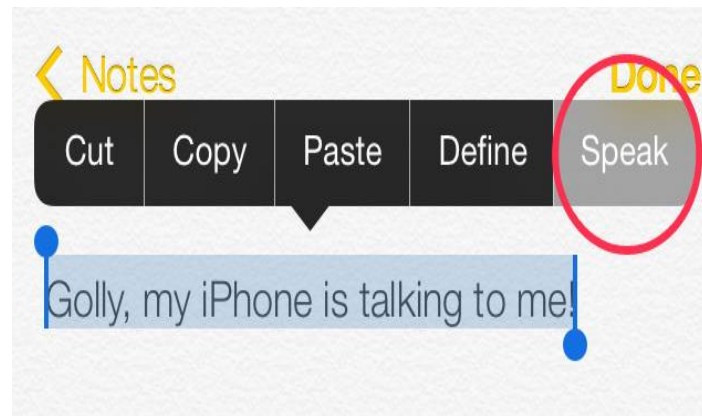 Notes Done
Cut Copy Paste Define Speak
Golly, my iPhone is talking to me!